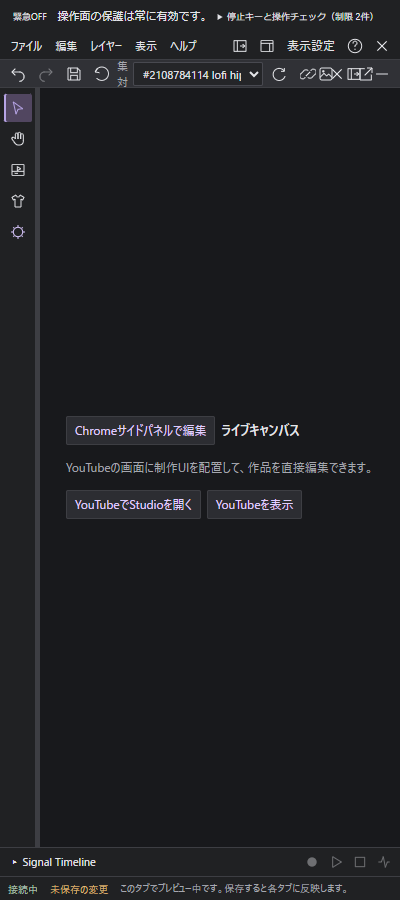 緊急OFF 操作面の保護は常に有効です。 ▶ 停止キーと操作チェック（制限 2件）
ファイル 編集 レイヤー 表示 ヘルプ 表示設定
集
対
#2108784114 lofi hip
Chromeサイドパネルで編集 ライブキャンバス
YouTubeの画面に制作UIを配置して、作品を直接編集できます。
YouTubeでStudioを開く YouTubeを表示
▶ Signal Timeline
接続中 未保存の変更 このタブでプレビュー中です。保存すると各タブに反映します。